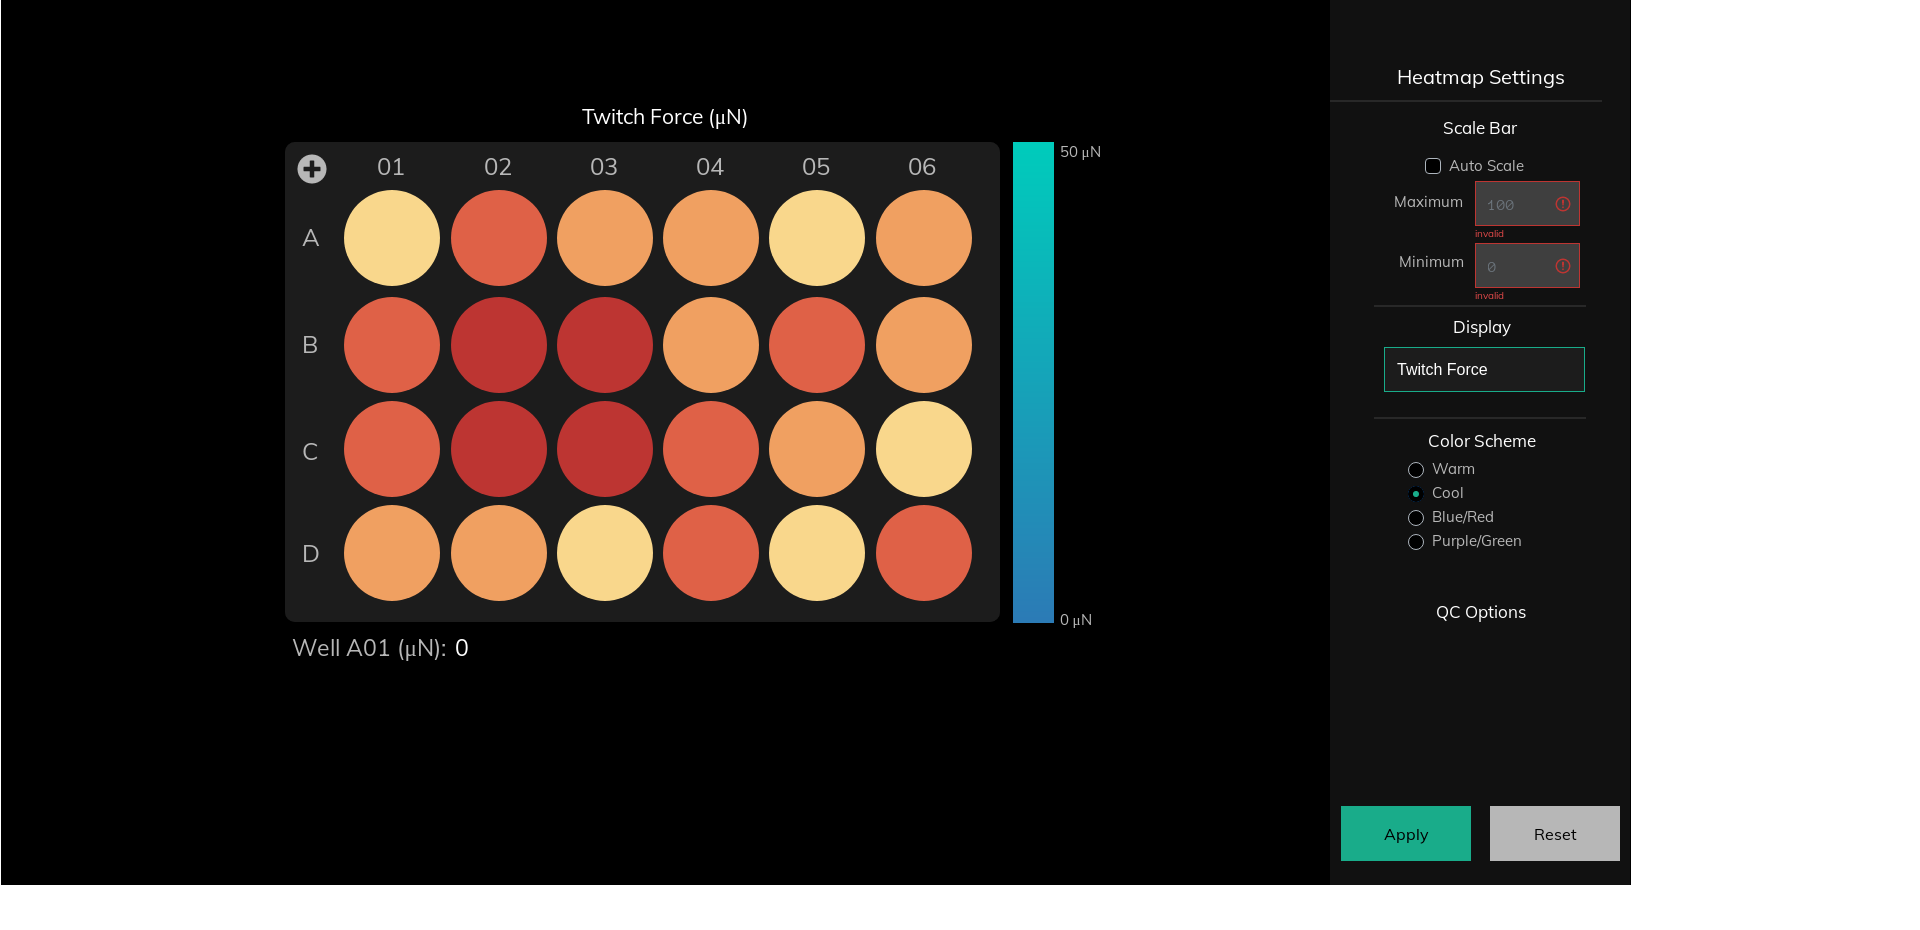 Twitch Force (μN)
01 02 03 04 05 06
A
B
C
D
50 μN
0 μN
Well A01 (μN): 0
Heatmap Settings
Scale Bar
Auto Scale
Maximum 100
invalid
Minimum 0
invalid
Display
Twitch Force
Color Scheme
Warm
Cool
Blue/Red
Purple/Green
QC Options
Apply Reset